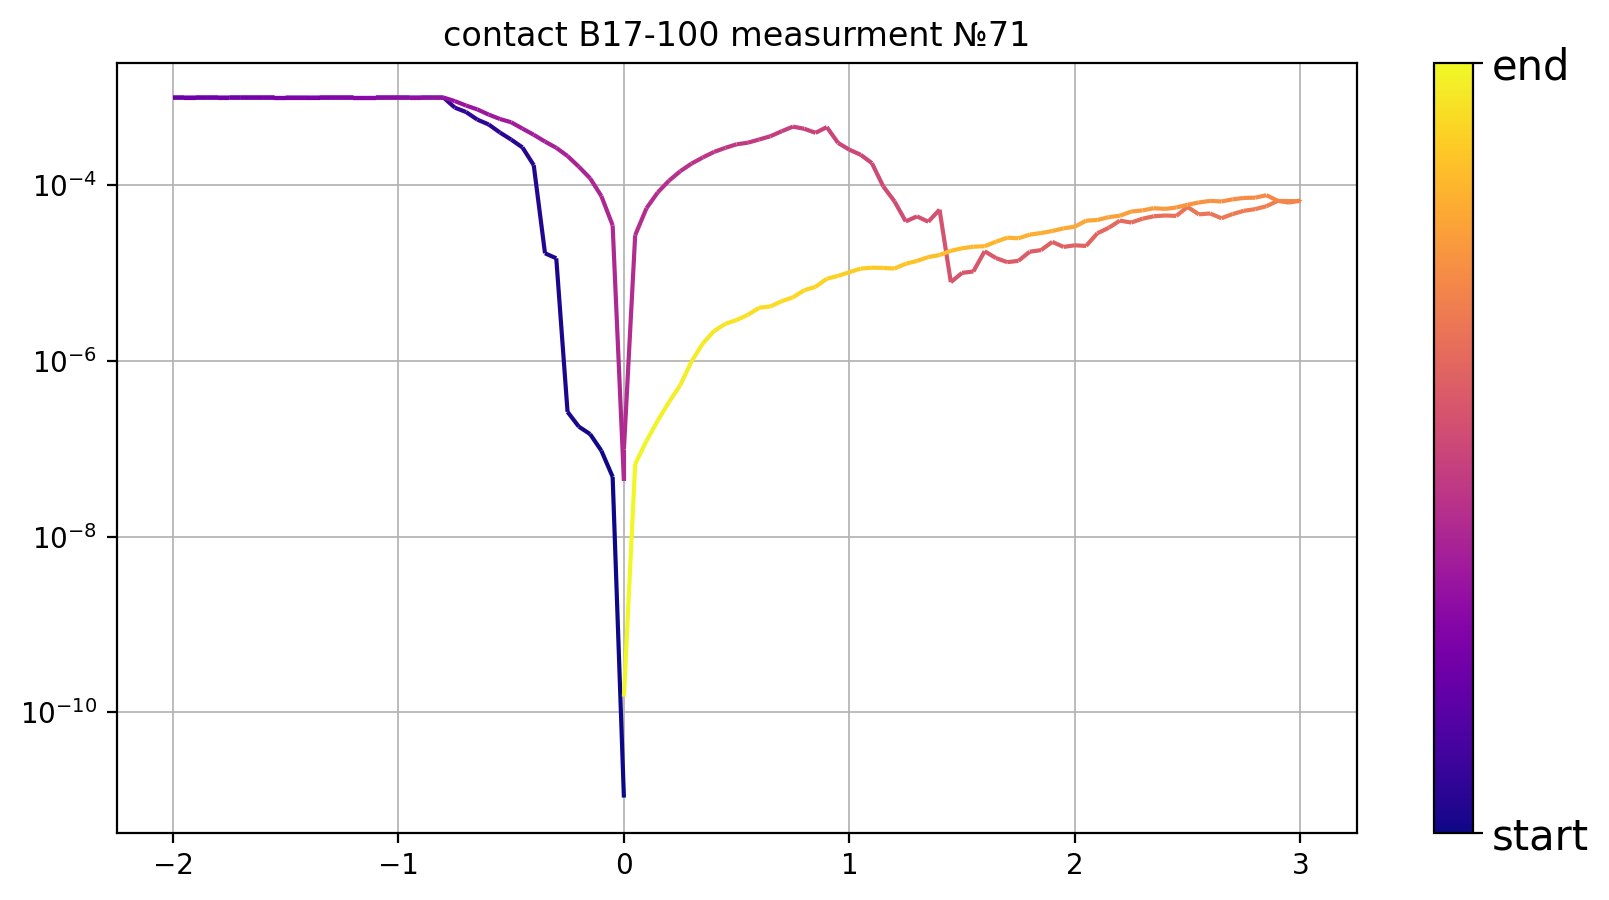 contact B17-100 measurment №71
10⁻⁴
10⁻⁶
10⁻⁸
10⁻¹⁰
−2 −1 0 1 2 3
end
start